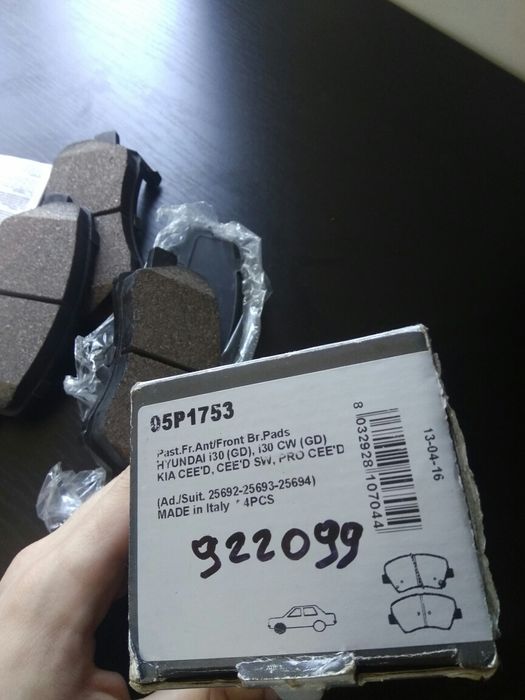 05P1753
Past.Fr.Ant/Front Br.Pads
HYUNDAI i30 (GD), i30 CW (GD)
KIA CEE'D, CEE'D SW, PRO CEE'D
(Ad./Suit. 25692-25693-25694)
MADE in Italy * 4PCS
922099
8 032928 107044
13-04-16